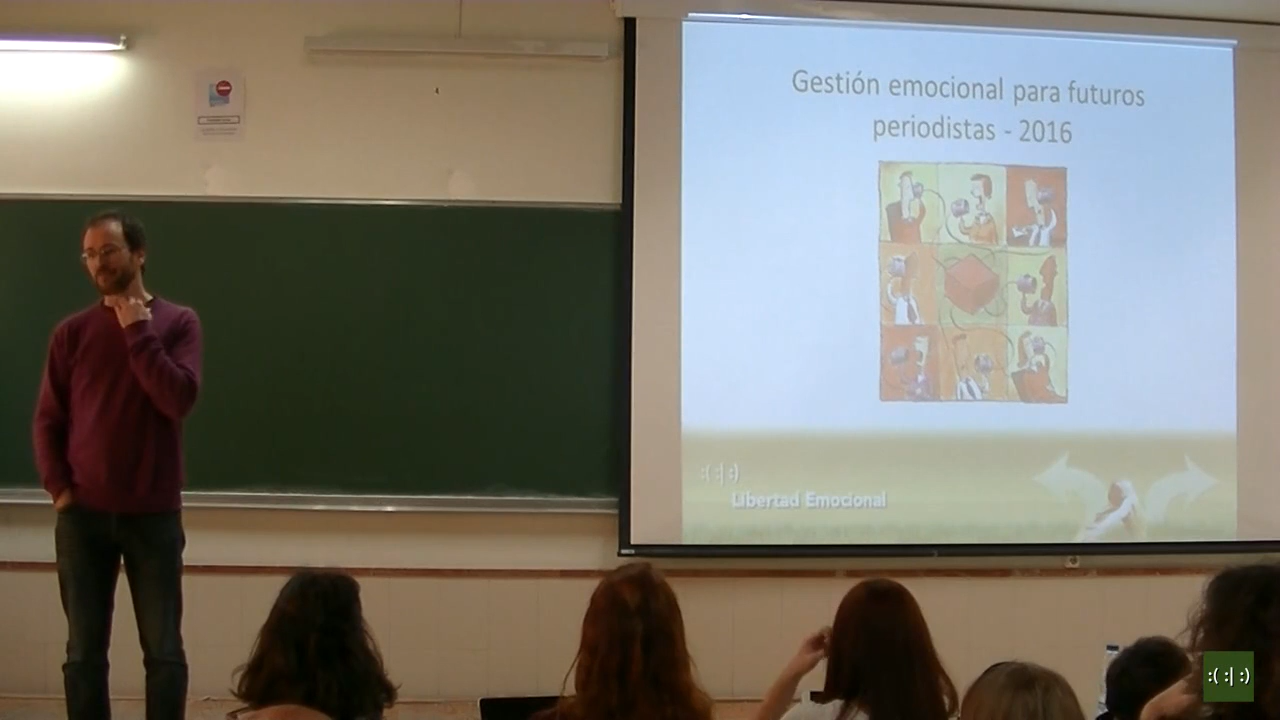 Gestión emocional para futuros
periodistas - 2016
:( :| :)
Libertad Emocional
:( :| :)